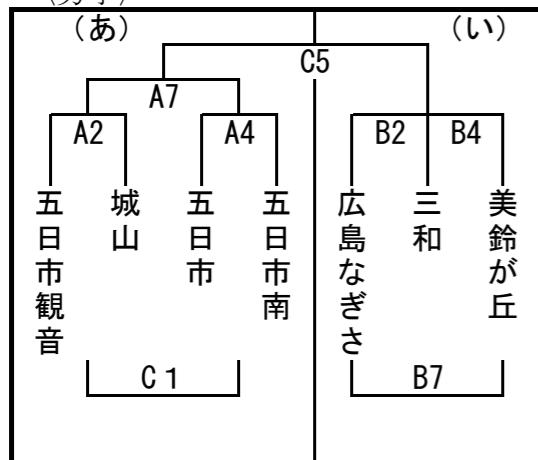 （あ）
（い）
C5
A7
A2
A4
B2
B4
五日市観音
城山
五日市
五日市南
広島なぎさ
三和
美鈴が丘
C１
B7